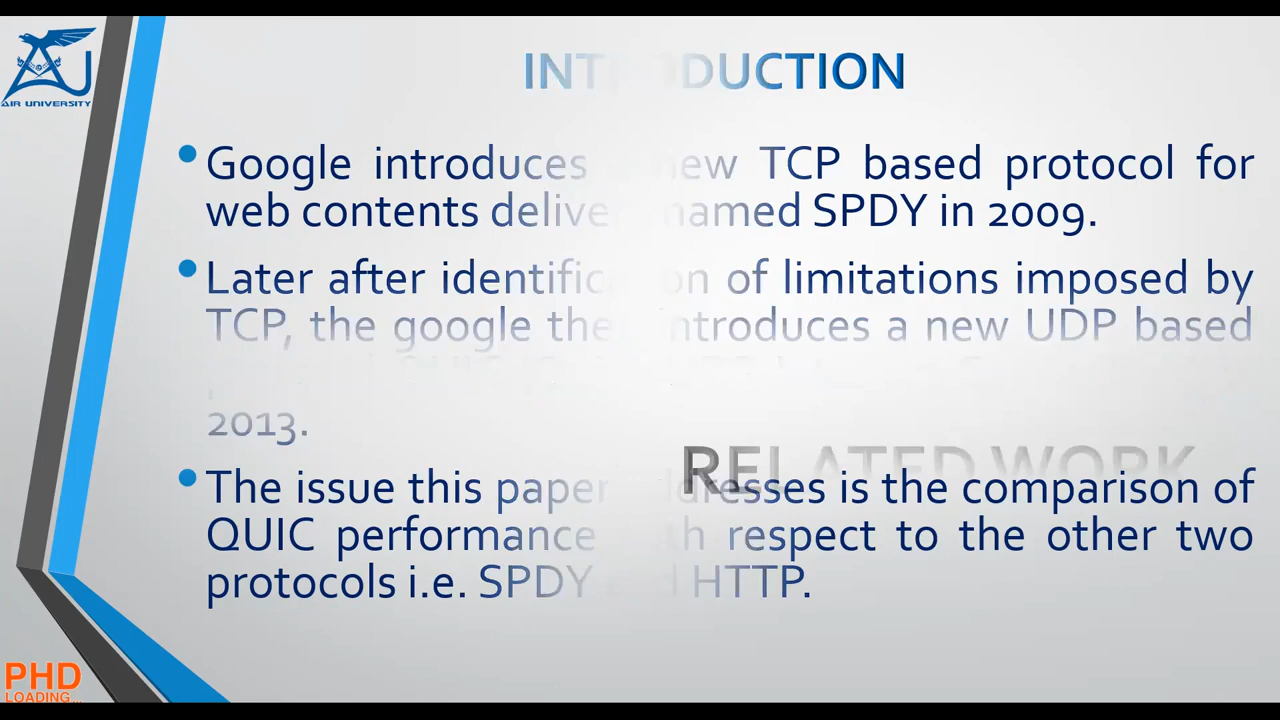 AIR UNIVERSITY
INTRODUCTION
Google introduces new TCP based protocol for
web contents delivery named SPDY in 2009.
Later after identification of limitations imposed by
TCP, the google then introduces a new UDP based
2013.
RELATED WORK
The issue this paper addresses is the comparison of
QUIC performance with respect to the other two
protocols i.e. SPDY and HTTP.
PHD
LOADING...